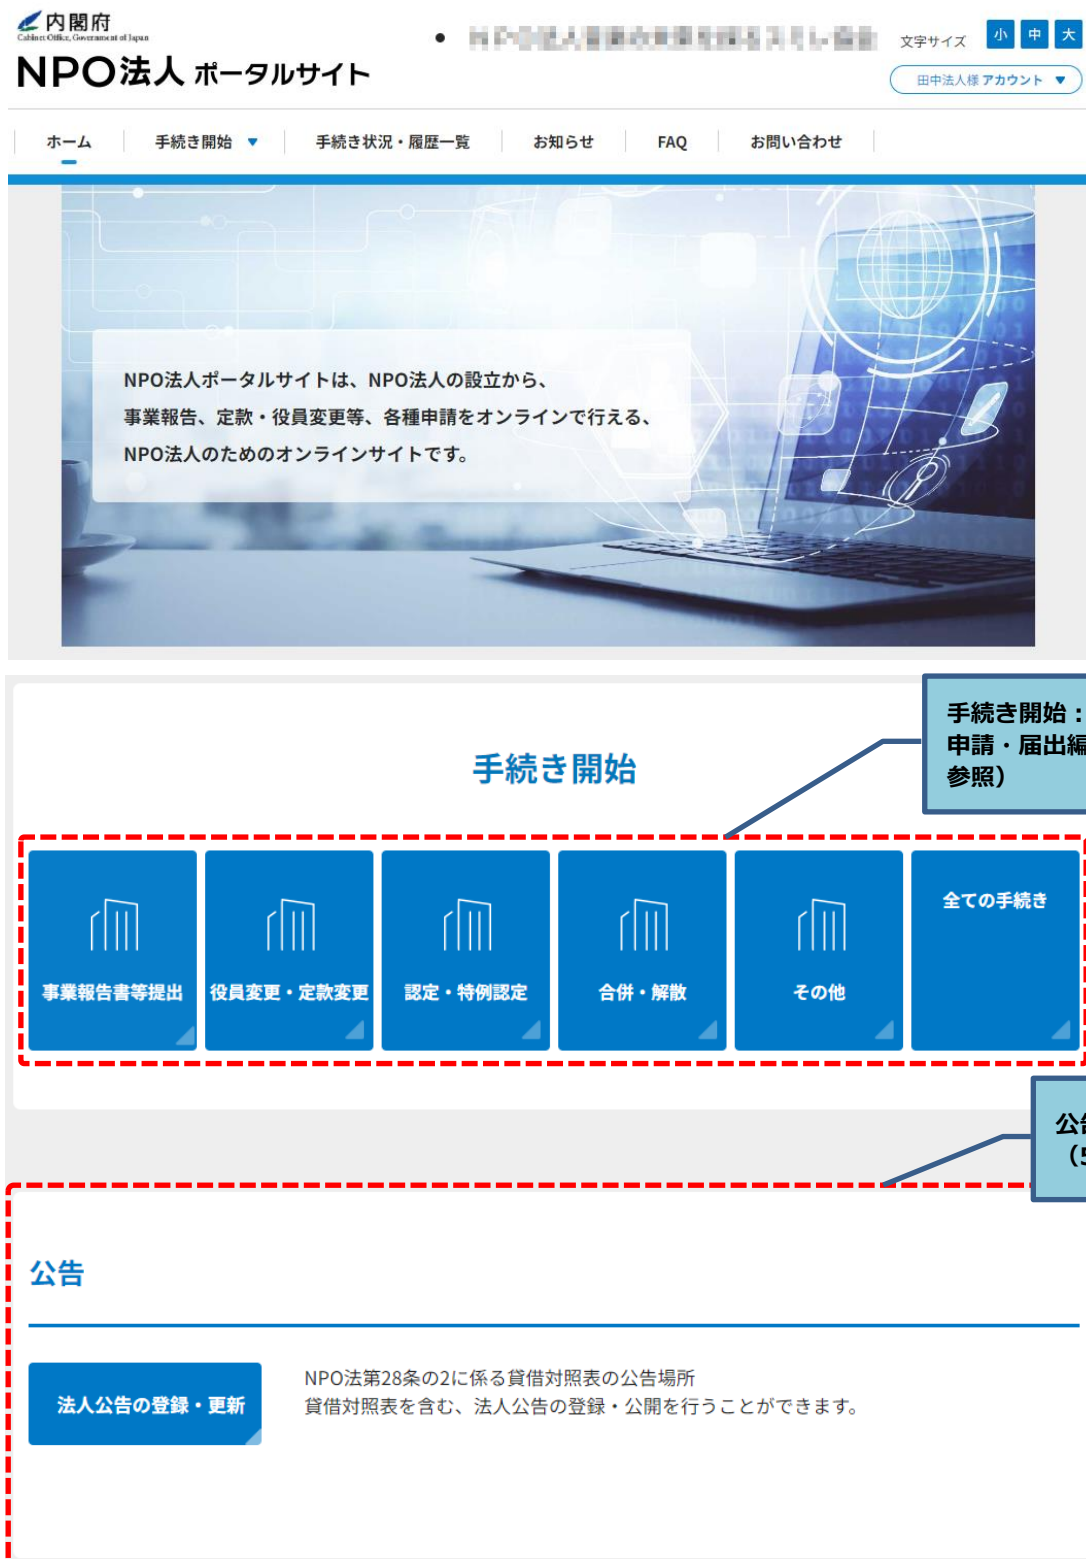 内閣府
Cabinet Office, Government of Japan
NPO法人 ポータルサイト
文字サイズ 小 中 大
田中法人様 アカウント ▼
ホーム 手続き開始 ▼ 手続き状況・履歴一覧 お知らせ FAQ お問い合わせ
NPO法人ポータルサイトは、NPO法人の設立から、
事業報告、定款・役員変更等、各種申請をオンラインで行える、
NPO法人のためのオンラインサイトです。
手続き開始：
申請・届出編
参照）
手続き開始
事業報告書等提出 役員変更・定款変更 認定・特例認定 合併・解散 その他 全ての手続き
公告
（5
公告
法人公告の登録・更新
NPO法第28条の2に係る貸借対照表の公告場所
貸借対照表を含む、法人公告の登録・公開を行うことができます。